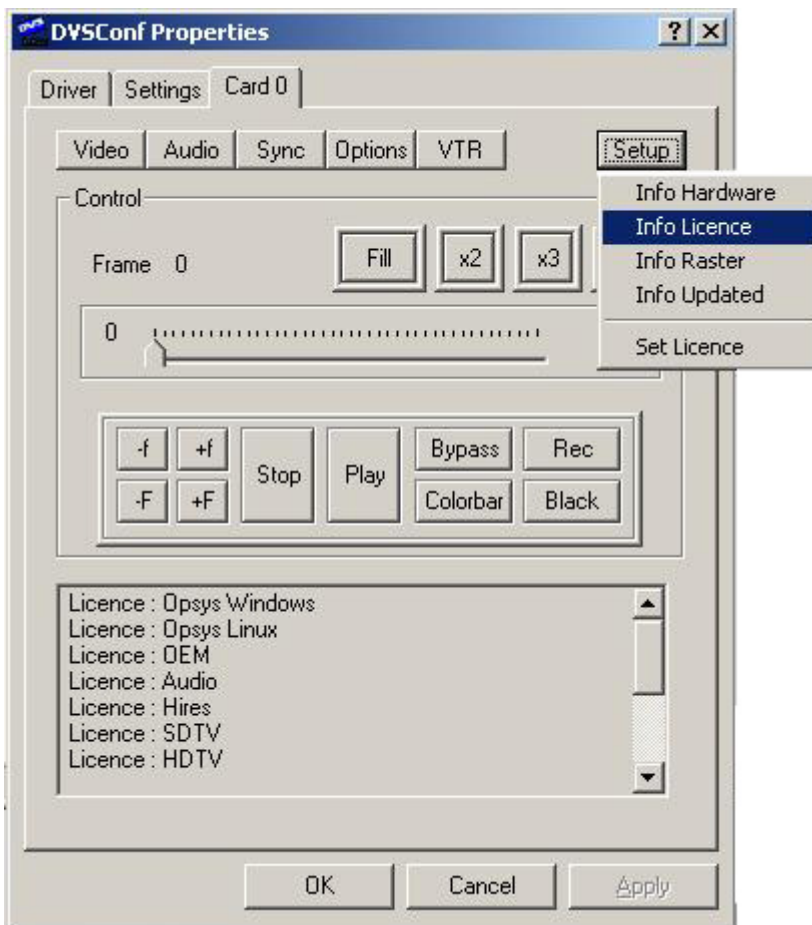 DVS
DVSConf Properties
Driver Settings Card 0
Video Audio Sync Options VTR Setup
Info Hardware
Info Licence
Info Raster
Info Updated
Set Licence
Control
Frame 0 Fill x2 x3
0
-f +f Stop Play Bypass Rec
-F +F Colorbar Black
Licence : Opsys Windows
Licence : Opsys Linux
Licence : OEM
Licence : Audio
Licence : Hires
Licence : SDTV
Licence : HDTV
OK Cancel Apply